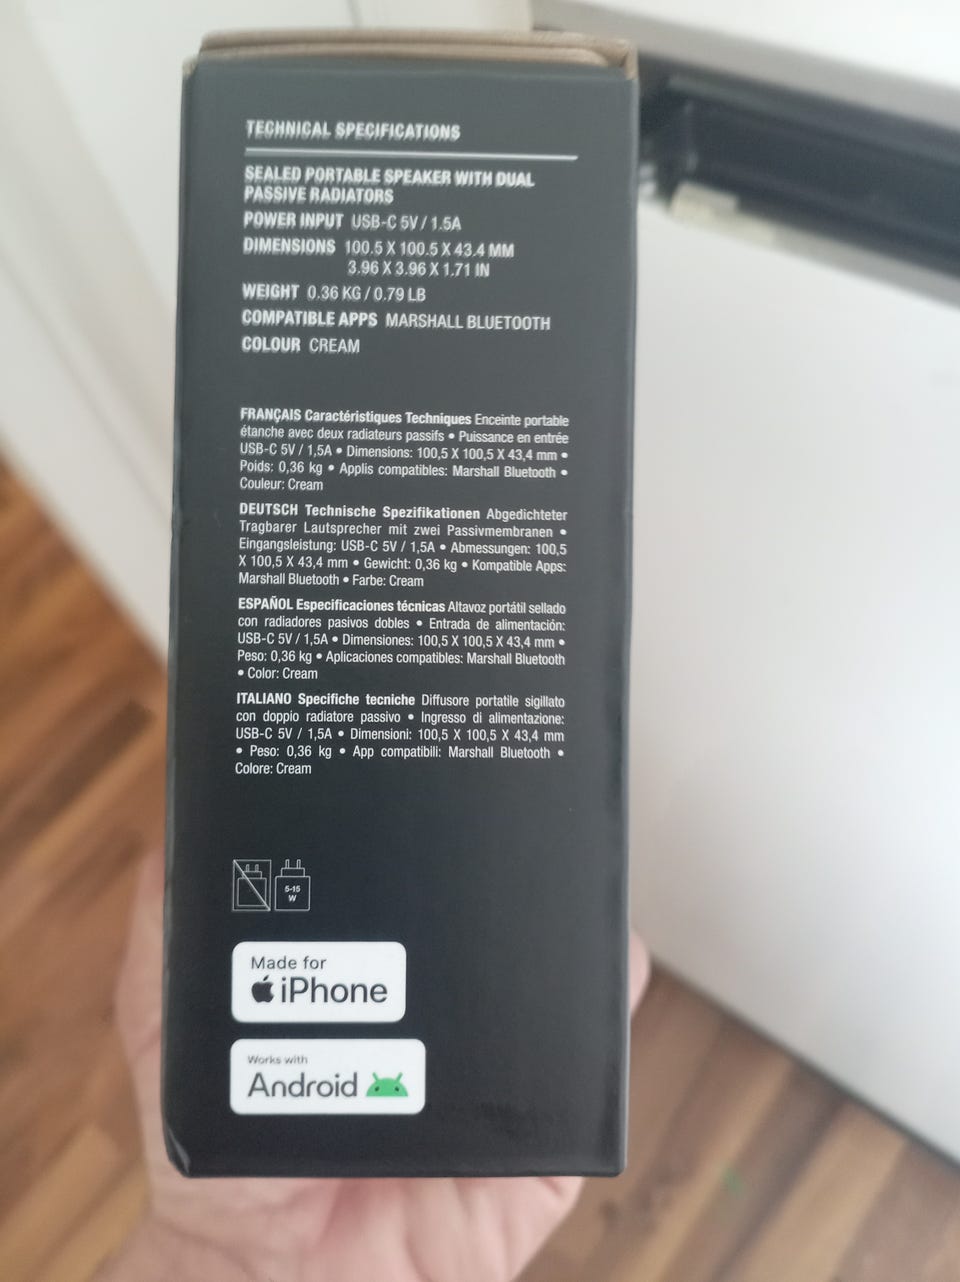 TECHNICAL SPECIFICATIONS
SEALED PORTABLE SPEAKER WITH DUAL
PASSIVE RADIATORS
POWER INPUT USB-C 5V / 1.5A
DIMENSIONS 100.5 X 100.5 X 43.4 MM
3.96 X 3.96 X 1.71 IN
WEIGHT 0.36 KG / 0.79 LB
COMPATIBLE APPS MARSHALL BLUETOOTH
COLOUR CREAM
FRANÇAIS Caractéristiques Techniques Enceinte portable
étanche avec deux radiateurs passifs • Puissance en entrée
USB-C 5V / 1,5A • Dimensions: 100,5 X 100,5 X 43,4 mm •
Poids: 0,36 kg • Applis compatibles: Marshall Bluetooth •
Couleur: Cream
DEUTSCH Technische Spezifikationen Abgedichteter
Tragbarer Lautsprecher mit zwei Passivmembranen •
Eingangsleistung: USB-C 5V / 1,5A • Abmessungen: 100,5
X 100,5 X 43,4 mm • Gewicht: 0,36 kg • Kompatible Apps:
Marshall Bluetooth • Farbe: Cream
ESPAÑOL Especificaciones técnicas Altavoz portátil sellado
con radiadores pasivos dobles • Entrada de alimentación:
USB-C 5V / 1,5A • Dimensiones: 100,5 X 100,5 X 43,4 mm •
Peso: 0,36 kg • Aplicaciones compatibles: Marshall Bluetooth
• Color: Cream
ITALIANO Specifiche tecniche Diffusore portatile sigillato
con doppio radiatore passivo • Ingresso di alimentazione:
USB-C 5V / 1,5A • Dimensioni: 100,5 X 100,5 X 43,4 mm
• Peso: 0,36 kg • App compatibili: Marshall Bluetooth •
Colore: Cream
5-15
W
Made for
iPhone
Works with
Android